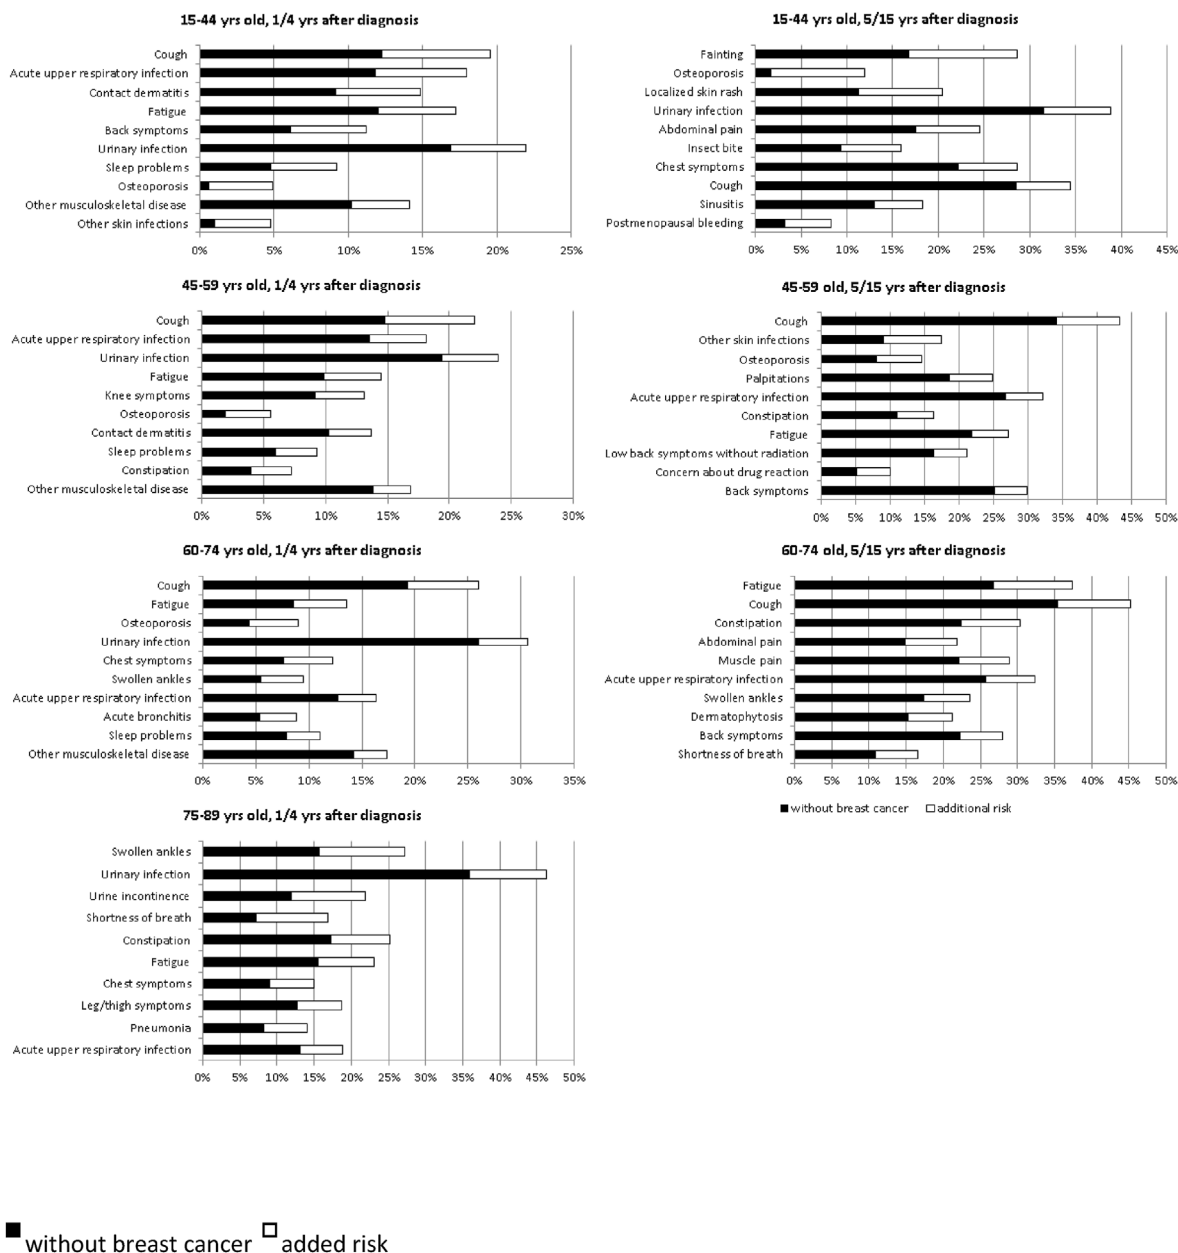 15-44 yrs old, 1/4 yrs after diagnosis
Cough
Acute upper respiratory infection
Contact dermatitis
Fatigue
Back symptoms
Urinary infection
Sleep problems
Osteoporosis
Other musculoskeletal disease
Other skin infections
0% 5% 10% 15% 20% 25%
15-44 yrs old, 5/15 yrs after diagnosis
Fainting
Osteoporosis
Localized skin rash
Urinary infection
Abdominal pain
Insect bite
Chest symptoms
Cough
Sinusitis
Postmenopausal bleeding
0% 5% 10% 15% 20% 25% 30% 35% 40% 45%
45-59 yrs old, 1/4 yrs after diagnosis
Cough
Acute upper respiratory infection
Urinary infection
Fatigue
Knee symptoms
Osteoporosis
Contact dermatitis
Sleep problems
Constipation
Other musculoskeletal disease
0% 5% 10% 15% 20% 25% 30%
45-59 old, 5/15 yrs after diagnosis
Cough
Other skin infections
Osteoporosis
Palpitations
Acute upper respiratory infection
Constipation
Fatigue
Low back symptoms without radiation
Concern about drug reaction
Back symptoms
0% 5% 10% 15% 20% 25% 30% 35% 40% 45% 50%
60-74 yrs old, 1/4 yrs after diagnosis
Cough
Fatigue
Osteoporosis
Urinary infection
Chest symptoms
Swollen ankles
Acute upper respiratory infection
Acute bronchitis
Sleep problems
Other musculoskeletal disease
0% 5% 10% 15% 20% 25% 30% 35%
60-74 old, 5/15 yrs after diagnosis
Fatigue
Cough
Constipation
Abdominal pain
Muscle pain
Acute upper respiratory infection
Swollen ankles
Dermatophytosis
Back symptoms
Shortness of breath
0% 5% 10% 15% 20% 25% 30% 35% 40% 45% 50%
without breast cancer additional risk
75-89 yrs old, 1/4 yrs after diagnosis
Swollen ankles
Urinary infection
Urine incontinence
Shortness of breath
Constipation
Fatigue
Chest symptoms
Leg/thigh symptoms
Pneumonia
Acute upper respiratory infection
0% 5% 10% 15% 20% 25% 30% 35% 40% 45% 50%
without breast cancer added risk